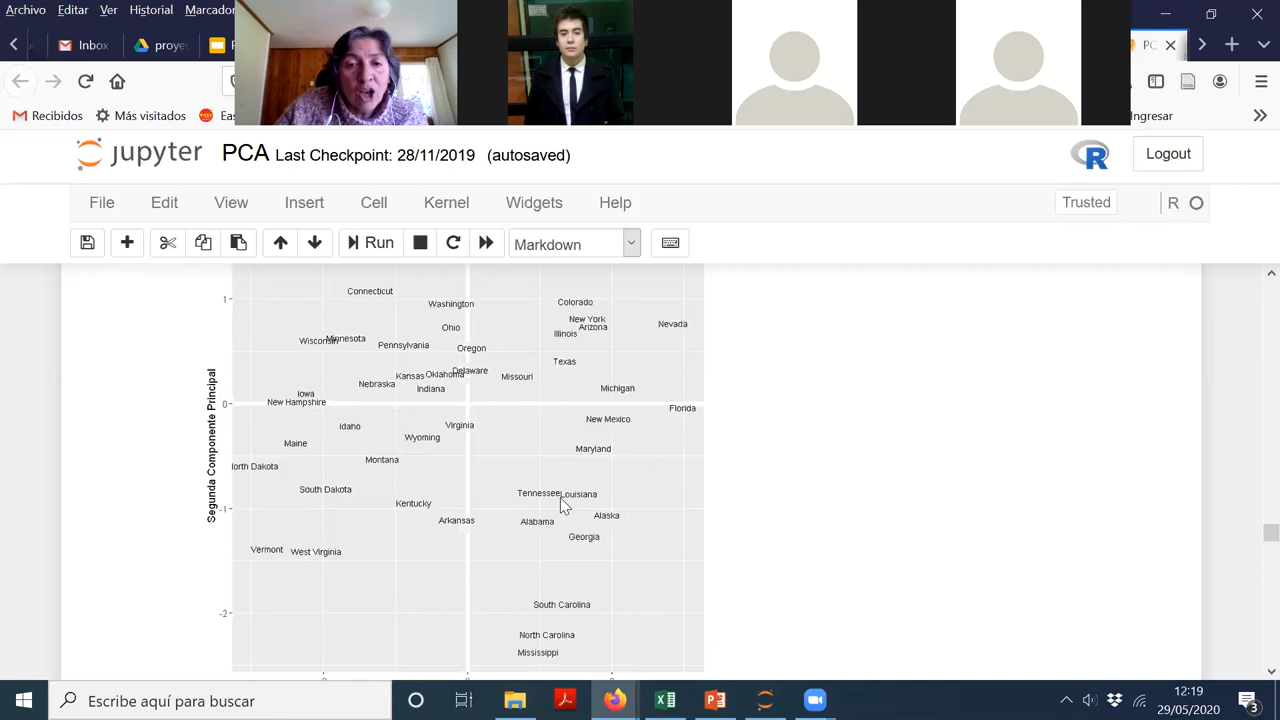 Archivo Editar Ver Historial Marcador
Inbox
proye
PC
Recibidos
Más visitados
Eas
Ingresar
jupyter
PCA Last Checkpoint: 28/11/2019 (autosaved)
R
Logout
File Edit View Insert Cell Kernel Widgets Help
Trusted
R
Run
Markdown
Connecticut
1
Washington
Colorado
New York
Nevada
Arizona
Ohio
Illinois
Minnesota
Wisconsin
Pennsylvania
Oregon
Texas
Delaware
Oklahoma
Kansas
Missouri
Nebraska
Indiana
Michigan
Iowa
New Hampshire
0
Florida
New Mexico
Virginia
Idaho
Wyoming
Maine
Maryland
Montana
North Dakota
South Dakota
Tennessee
Louisiana
Kentucky
-1
Alaska
Arkansas
Alabama
Georgia
Vermont
West Virginia
South Carolina
-2
North Carolina
Mississippi
Segunda Componente Principal
Escribe aquí para buscar
12:19
29/05/2020
3